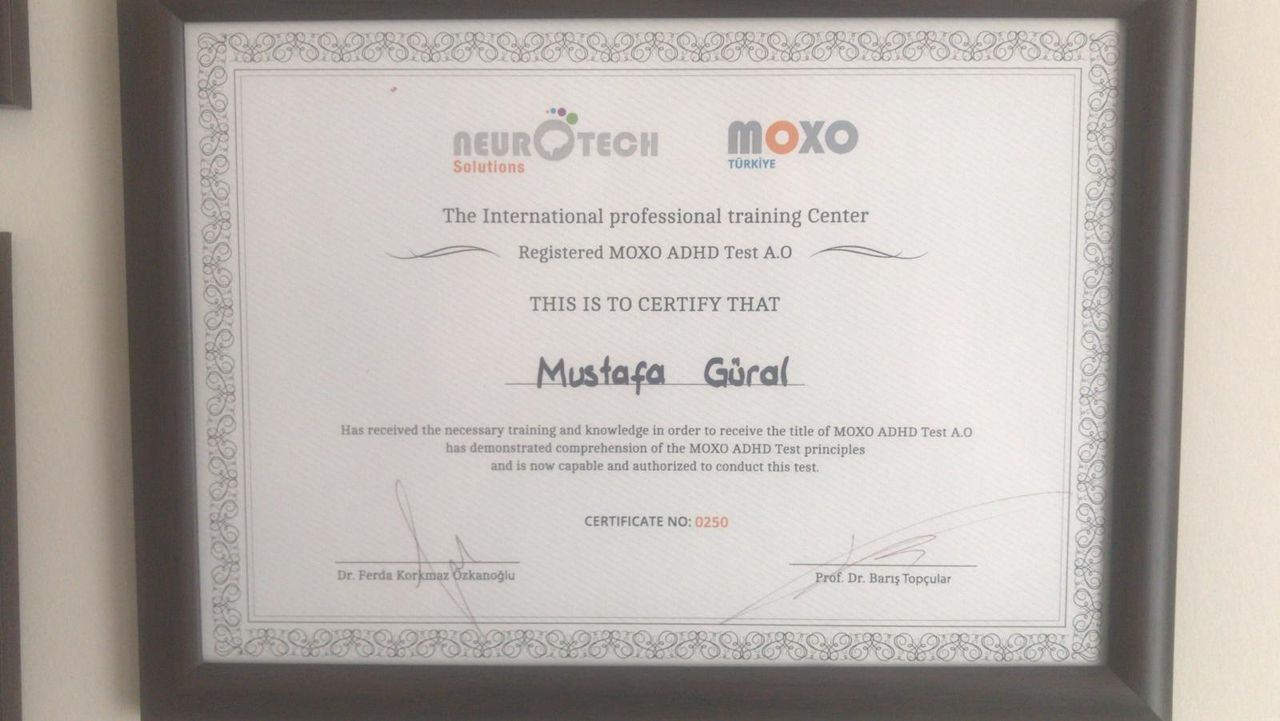 NEUROTECH
Solutions
MOXO
TÜRKİYE
The International professional training Center
Registered MOXO ADHD Test A.O
THIS IS TO CERTIFY THAT
Mustafa Güral
Has received the necessary training and knowledge in order to receive the title of MOXO ADHD Test A.O
has demonstrated comprehension of the MOXO ADHD Test principles
and is now capable and authorized to conduct this test.
CERTIFICATE NO: 0250
Dr. Ferda Korkmaz Özkanoğlu
Prof. Dr. Barış Topçular